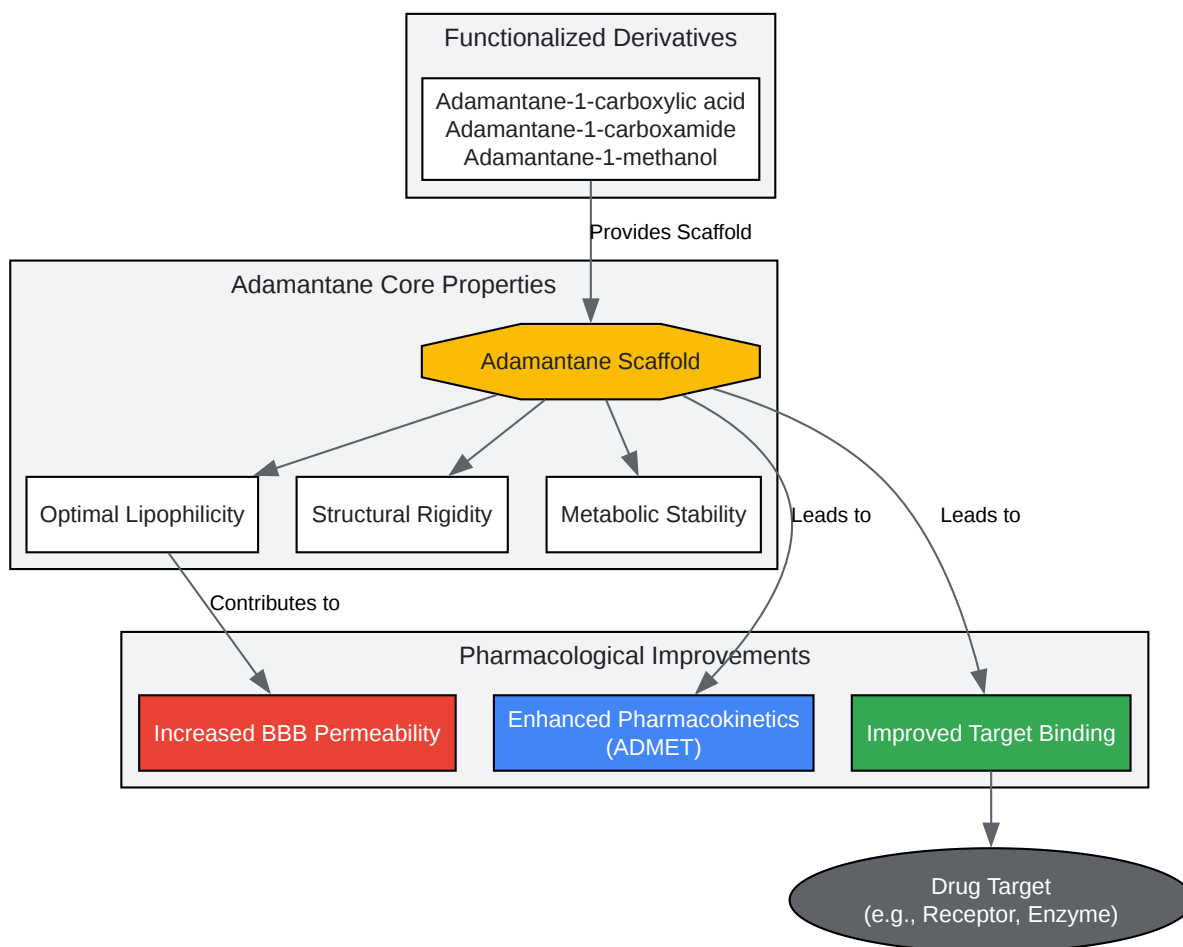 Functionalized Derivatives
Adamantane-1-carboxylic acid
Adamantane-1-carboxamide
Adamantane-1-methanol
Provides Scaffold
Adamantane Core Properties
Adamantane Scaffold
Optimal Lipophilicity
Structural Rigidity
Metabolic Stability
Leads to
Leads to
Contributes to
Pharmacological Improvements
Increased BBB Permeability
Enhanced Pharmacokinetics
(ADMET)
Improved Target Binding
Drug Target
(e.g., Receptor, Enzyme)